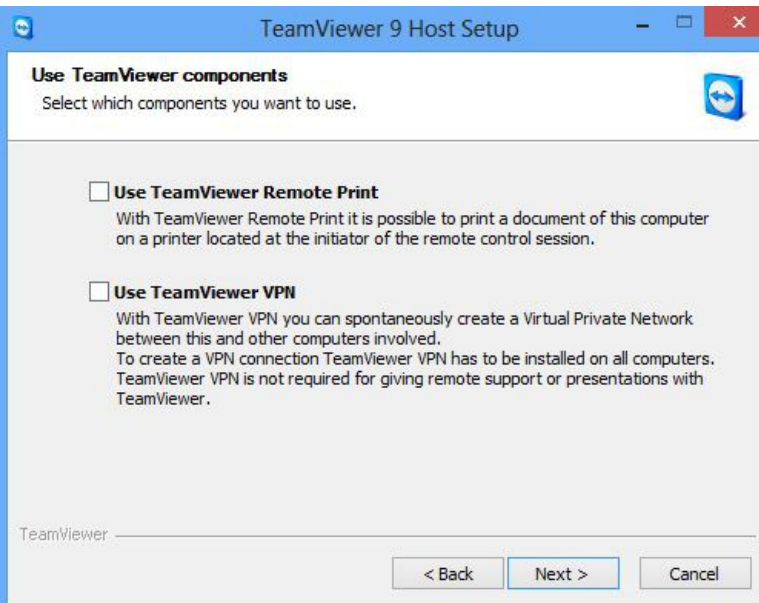 TeamViewer 9 Host Setup
Use TeamViewer components
Select which components you want to use.
Use TeamViewer Remote Print
With TeamViewer Remote Print it is possible to print a document of this computer
on a printer located at the initiator of the remote control session.
Use TeamViewer VPN
With TeamViewer VPN you can spontaneously create a Virtual Private Network
between this and other computers involved.
To create a VPN connection TeamViewer VPN has to be installed on all computers.
TeamViewer VPN is not required for giving remote support or presentations with
TeamViewer.
TeamViewer
< Back Next > Cancel